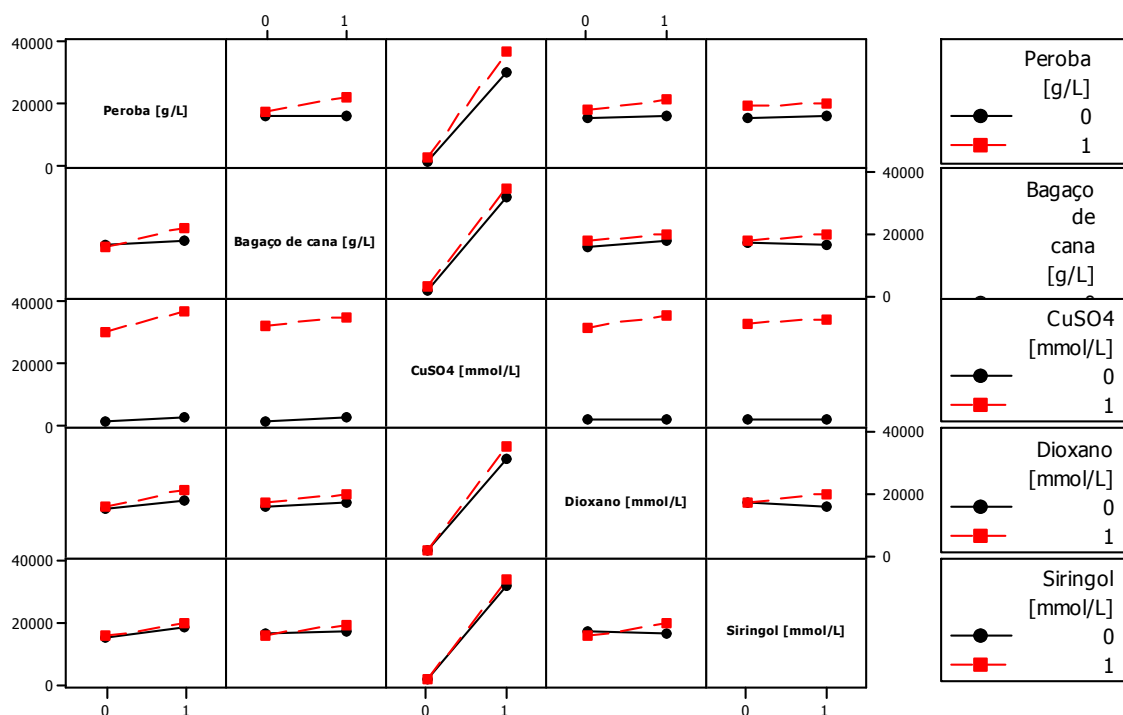 0 1 0 1
40000
20000
0
Peroba [g/L]
Peroba
[g/L]
0
1
Bagaço de cana [g/L]
40000
20000
0
Bagaço
de
cana
[g/L]
40000
20000
0
CuSO4 [mmol/L]
CuSO4
[mmol/L]
0
1
Dioxano [mmol/L]
40000
20000
0
Dioxano
[mmol/L]
0
1
40000
20000
0
Siringol [mmol/L]
Siringol
[mmol/L]
0
1
0 1 0 1 0 1